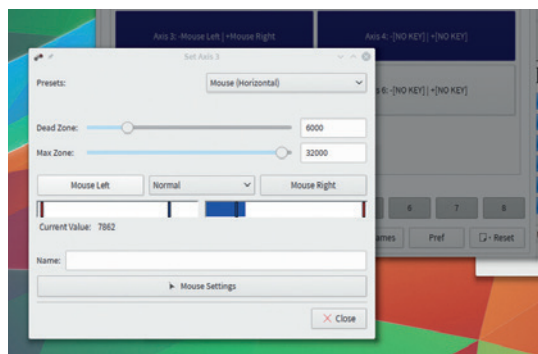 Axis 3: -Mouse Left | +Mouse Right
Axis 4: -[NO KEY] | +[NO KEY]
Set Axis 3
Presets:
Mouse (Horizontal)
s 6: -[NO KEY] | +[NO KEY]
Dead Zone:
6000
Max Zone:
32000
Mouse Left
Normal
Mouse Right
6
7
8
Current Value: 7862
ames
Pref
- Reset
Name:
Mouse Settings
Close